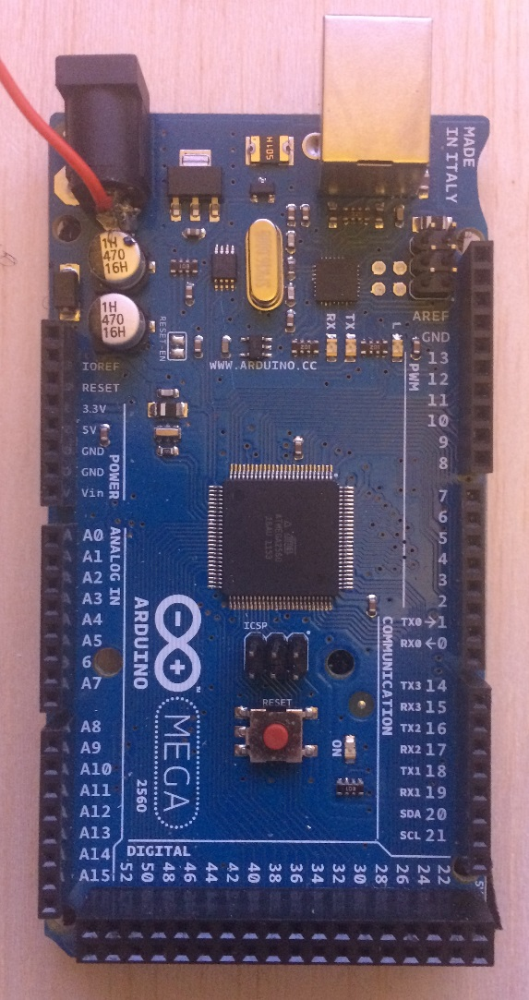 MADE
IN ITALY
1H
470
16H
1H
470
16H
RESET-EN
RX
TX
L
AREF
GND
13
12
11
10
9
8
7
6
5
4
3
2
TX0→1
RX0←0
PWM
WWW.ARDUINO.CC
IOREF
RESET
3.3V
5V
GND
GND
Vin
POWER
A0
A1
A2
A3
A4
A5
6
A7
A8
A9
A10
A11
A12
A13
A14
A15
ANALOG IN
ICSP
RESET
ON
ARDUINO
TM
MEGA
2560
COMMUNICATION
TX3 14
RX3 15
TX2 16
RX2 17
TX1 18
RX1 19
SDA 20
SCL 21
DIGITAL
52 50 48 46 44 42 40 38 36 34 32 30 28 26 24 22